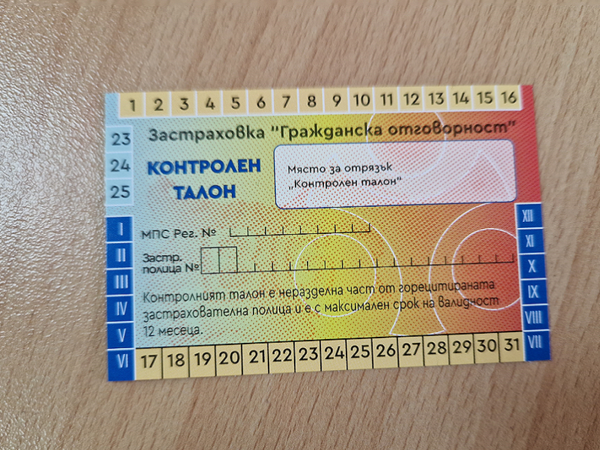 1 2 3 4 5 6 7 8 9 10 11 12 13 14 15 16
23
24
25
Застраховка "Гражданска отговорност"
КОНТРОЛЕН
ТАЛОН
Място за отрязък
„Контролен талон“
I
II
III
IV
V
VI
МПС Рег. №
Застр.
полица №
Контролният талон е неразделна част от горецитираната
застрахователна полица и е с максимален срок на валидност
12 месеца.
XII
XI
X
IX
VIII
VII
17 18 19 20 21 22 23 24 25 26 27 28 29 30 31